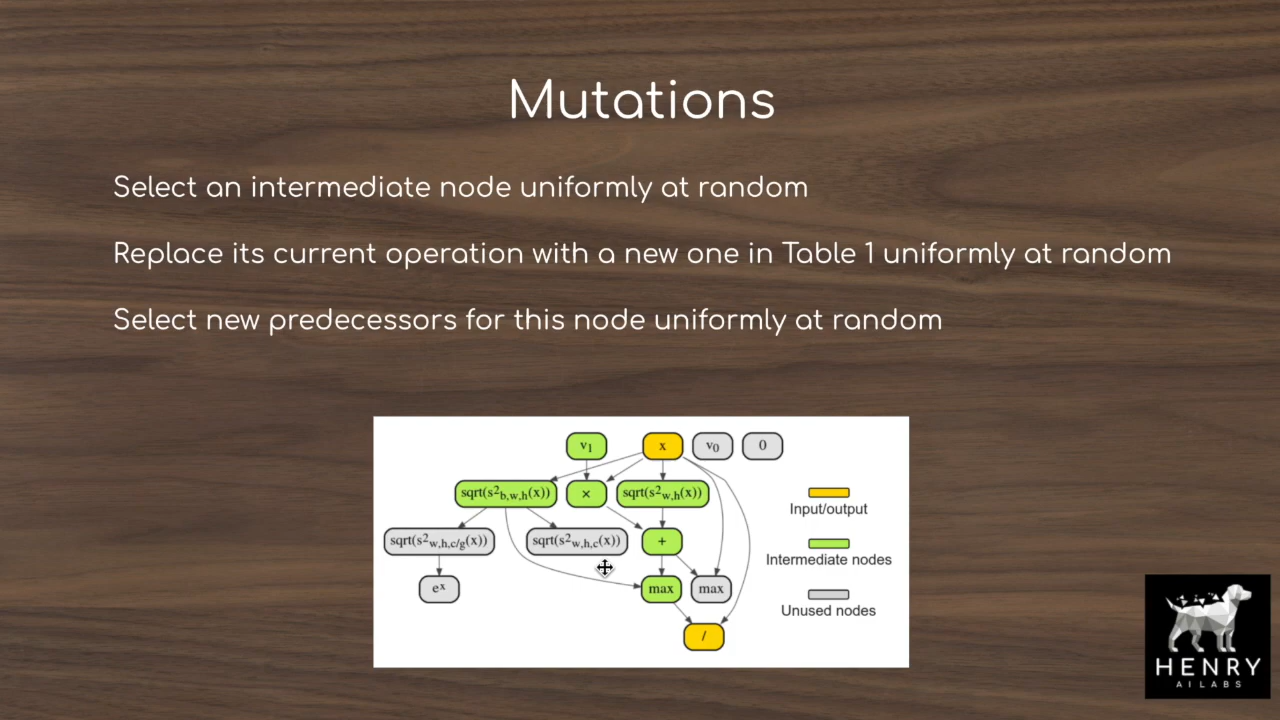 Mutations
Select an intermediate node uniformly at random
Replace its current operation with a new one in Table 1 uniformly at random
Select new predecessors for this node uniformly at random
v₁ x v₀ 0
sqrt(s²b,w,h(x)) × sqrt(s²w,h(x))
Input/output
sqrt(s²w,h,c/g(x)) sqrt(s²w,h,c(x)) +
Intermediate nodes
eˣ max max
Unused nodes
/
HENRY
AI LABS